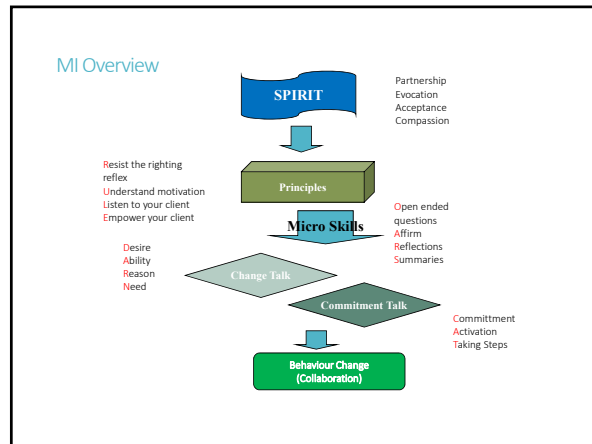 MI Overview
SPIRIT
Partnership
Evocation
Acceptance
Compassion
Resist the righting
reflex
Understand motivation
Listen to your client
Empower your client
Principles
Micro Skills
Open ended
questions
Affirm
Reflections
Summaries
Desire
Ability
Reason
Need
Change Talk
Commitment Talk
Committment
Activation
Taking Steps
Behaviour Change
(Collaboration)